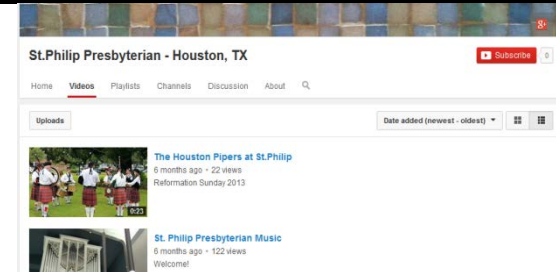 8+
St.Philip Presbyterian - Houston, TX
Subscribe 0
Home Videos Playlists Channels Discussion About
Uploads
Date added (newest - oldest)
The Houston Pipers at St.Philip
6 months ago • 22 views
Reformation Sunday 2013
0:23
St. Philip Presbyterian Music
6 months ago • 122 views
Welcome!